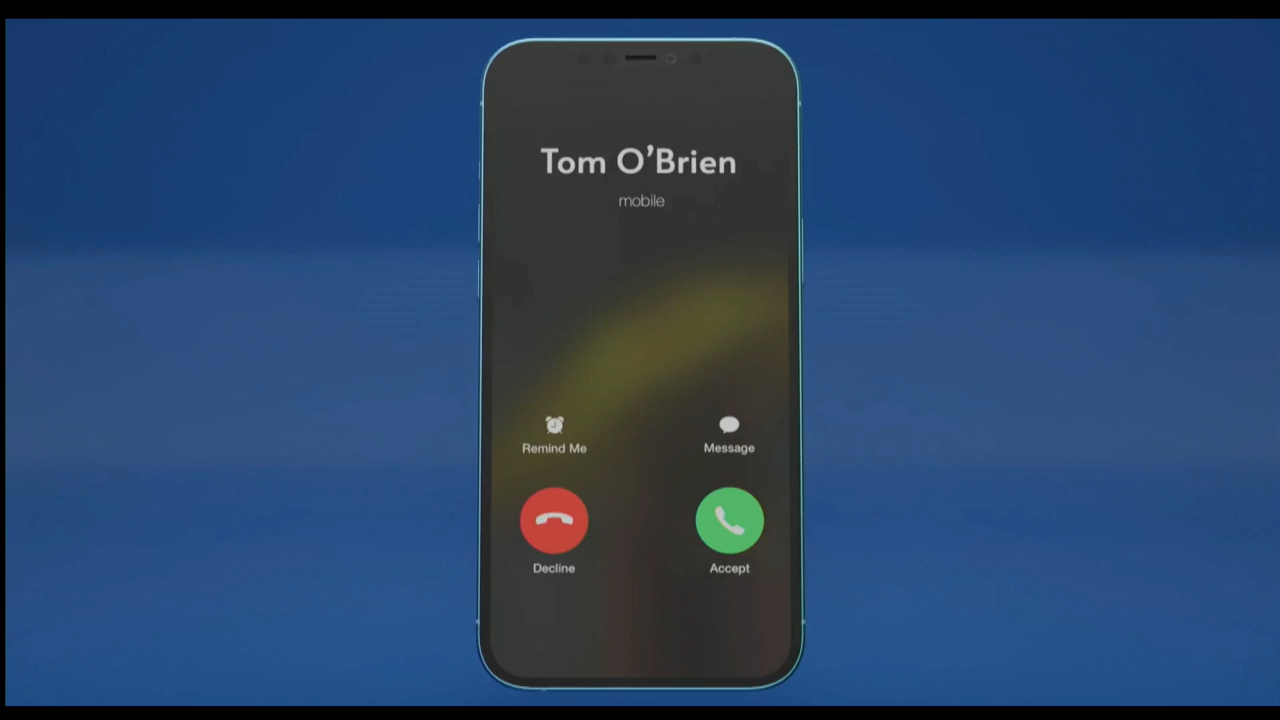 Tom O’Brien
mobile
Remind Me
Message
Decline
Accept